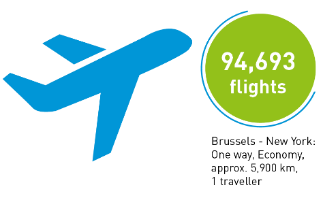 94,693
flights
Brussels - New York:
One way, Economy,
approx. 5,900 km,
1 traveller